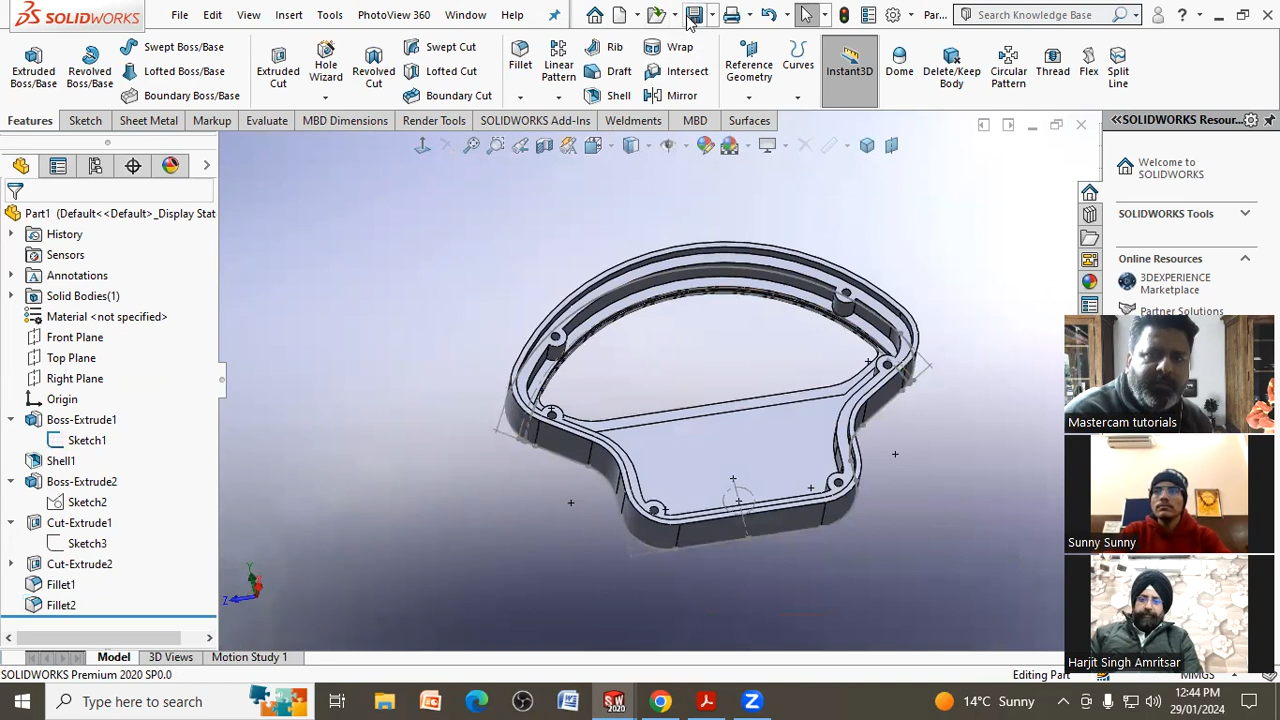 SOLIDWORKS
File
Edit
View
Insert
Tools
PhotoView 360
Window
Help
Par...
Search Knowledge Base
Extruded Boss/Base
Revolved Boss/Base
Swept Boss/Base
Lofted Boss/Base
Boundary Boss/Base
Extruded Cut
Hole Wizard
Revolved Cut
Swept Cut
Lofted Cut
Boundary Cut
Fillet
Linear Pattern
Rib
Draft
Shell
Wrap
Intersect
Mirror
Reference Geometry
Curves
Instant3D
Dome
Delete/Keep Body
Circular Pattern
Thread
Flex
Split Line
Features
Sketch
Sheet Metal
Markup
Evaluate
MBD Dimensions
Render Tools
SOLIDWORKS Add-Ins
Weldments
MBD
Surfaces
SOLIDWORKS Resour...
Welcome to
SOLIDWORKS
SOLIDWORKS Tools
Online Resources
3DEXPERIENCE
Marketplace
Partner Solutions
Part1 (Default<<Default>_Display Stat
History
Sensors
Annotations
Solid Bodies(1)
Material <not specified>
Front Plane
Top Plane
Right Plane
Origin
Boss-Extrude1
Sketch1
Shell1
Boss-Extrude2
Sketch2
Cut-Extrude1
Sketch3
Cut-Extrude2
Fillet1
Fillet2
Mastercam tutorials
Sunny Sunny
Harjit Singh Amritsar
Model
3D Views
Motion Study 1
SOLIDWORKS Premium 2020 SP0.0
Editing Part
MMGS
Type here to search
14°C Sunny
12:44 PM
29/01/2024